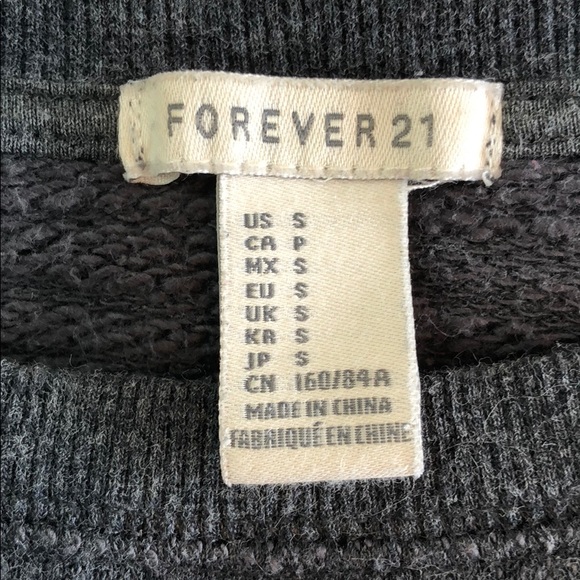 FOREVER 21
US S
CA P
MX S
EU S
UK S
KR S
JP S
CN 160/84A
MADE IN CHINA
FABRIQUÉ EN CHINE